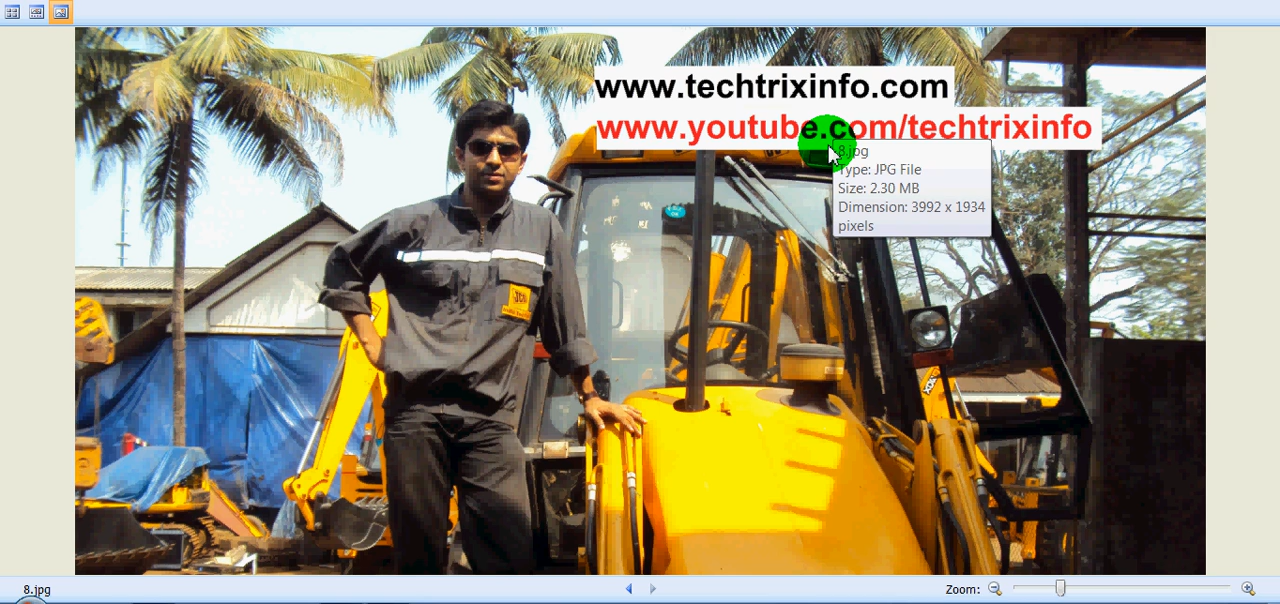 www.techtrixinfo.com
www.youtube.com/techtrixinfo
8.jpg
Type: JPG File
Size: 2.30 MB
Dimension: 3992 x 1934
pixels
JCB
8.jpg
Zoom: